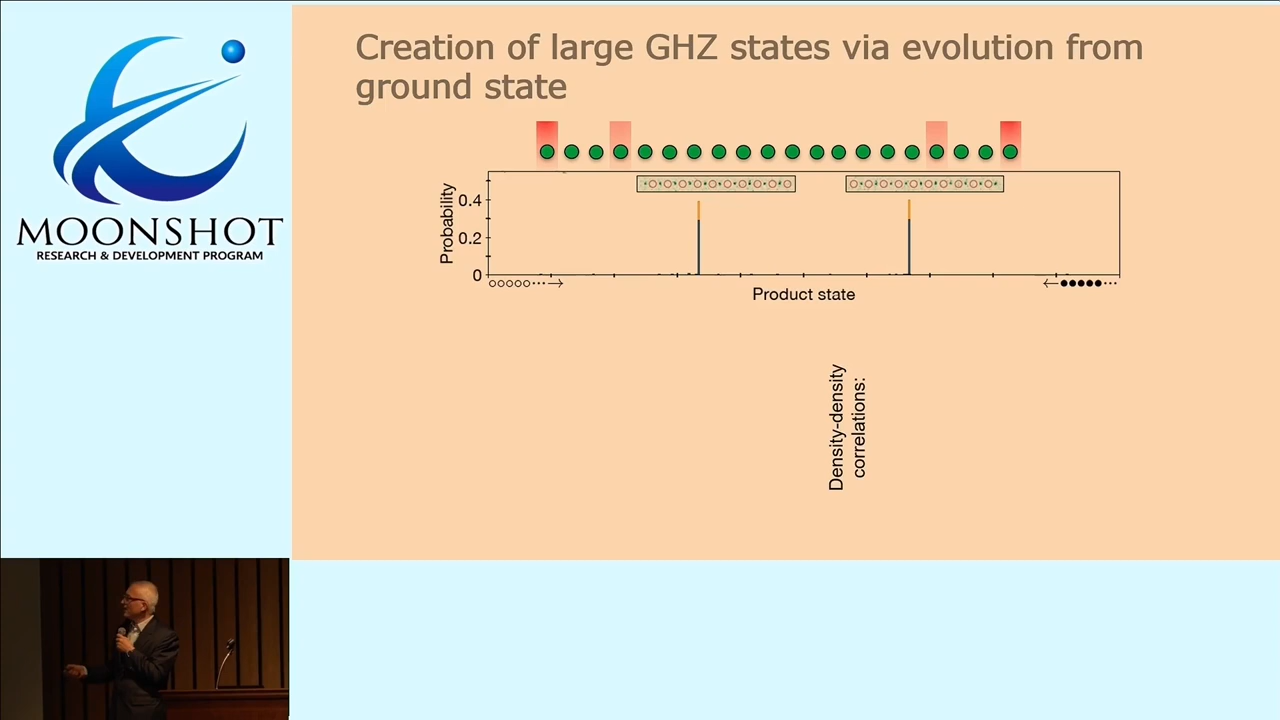 Creation of large GHZ states via evolution from
ground state
MOONSHOT
RESEARCH & DEVELOPMENT PROGRAM
Probability
0.4
0.2
0
Product state
Density-density
correlations: